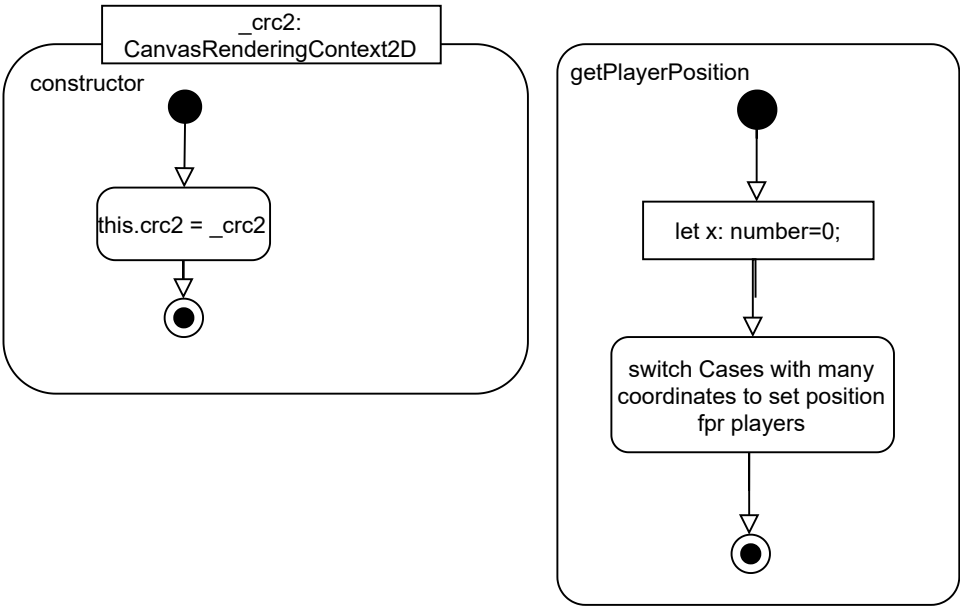 _crc2:
CanvasRenderingContext2D
constructor
this.crc2 = _crc2
getPlayerPosition
let x: number=0;
switch Cases with many
coordinates to set position
fpr players